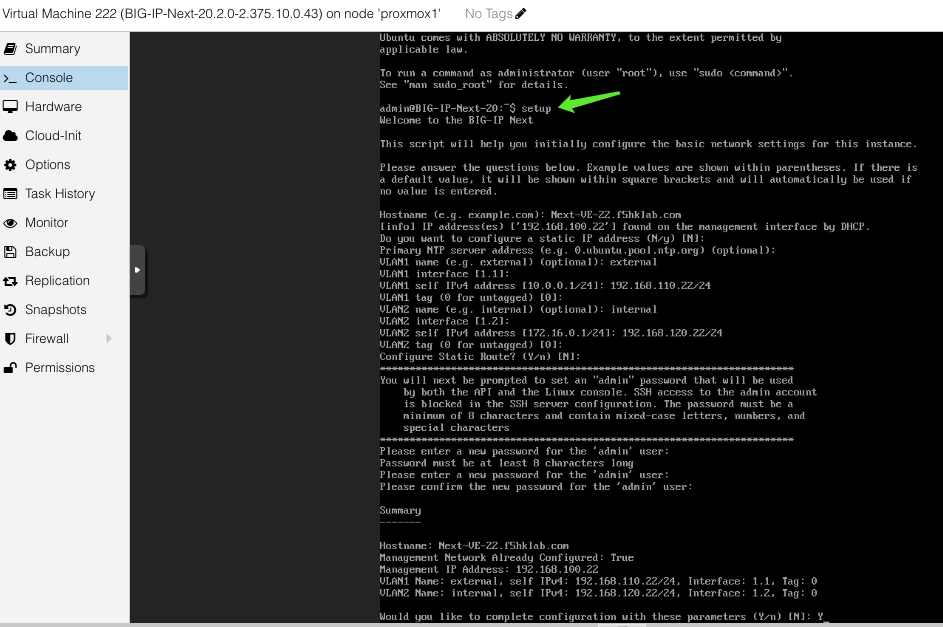 Virtual Machine 222 (BIG-IP-Next-20.2.0-2.375.10.0.43) on node 'proxmox1' No Tags
Summary
>_ Console
Hardware
Cloud-Init
Options
Task History
Monitor
Backup
Replication
Snapshots
Firewall
Permissions
Ubuntu comes with ABSOLUTELY NO WARRANTY, to the extent permitted by
applicable law.
To run a command as administrator (user "root"), use "sudo <command>".
See "man sudo_root" for details.
admin@BIG-IP-Next-20:~$ setup
Welcome to the BIG-IP Next
This script will help you initially configure the basic network settings for this instance.
Please answer the questions below. Example values are shown within parentheses. If there is
a default value, it will be shown within square brackets and will automatically be used if
no value is entered.
Hostname (e.g. example.com): Next-VE-22.f5hklab.com
[info] IP address(es) ['192.168.100.22'] found on the management interface by DHCP.
Do you want to configure a static IP address (N/y) [N]:
Primary NTP server address (e.g. 0.ubuntu.pool.ntp.org) (optional):
VLAN1 name (e.g. external) (optional): external
VLAN1 interface [1.1]:
VLAN1 self IPv4 address [10.0.0.1/24]: 192.168.110.22/24
VLAN1 tag (0 for untagged) [0]:
VLAN2 name (e.g. internal) (optional): internal
VLAN2 interface [1.2]:
VLAN2 self IPv4 address [172.16.0.1/24]: 192.168.120.22/24
VLAN2 tag (0 for untagged) [0]:
Configure Static Route? (Y/n) [N]:
************************************************************************
You will next be prompted to set an "admin" password that will be used
by both the API and the Linux console. SSH access to the admin account
is blocked in the SSH server configuration. The password must be a
minimum of 8 characters and contain mixed-case letters, numbers, and
special characters
************************************************************************
Please enter a new password for the 'admin' user:
Password must be at least 8 characters long
Please enter a new password for the 'admin' user:
Please confirm the new password for the 'admin' user:
Summary
-------
Hostname: Next-VE-22.f5hklab.com
Management Network Already Configured: True
Management IP Address: 192.168.100.22
VLAN1 Name: external, self IPv4: 192.168.110.22/24, Interface: 1.1, Tag: 0
VLAN2 Name: internal, self IPv4: 192.168.120.22/24, Interface: 1.2, Tag: 0
Would you like to complete configuration with these parameters (Y/n) [N]: Y_